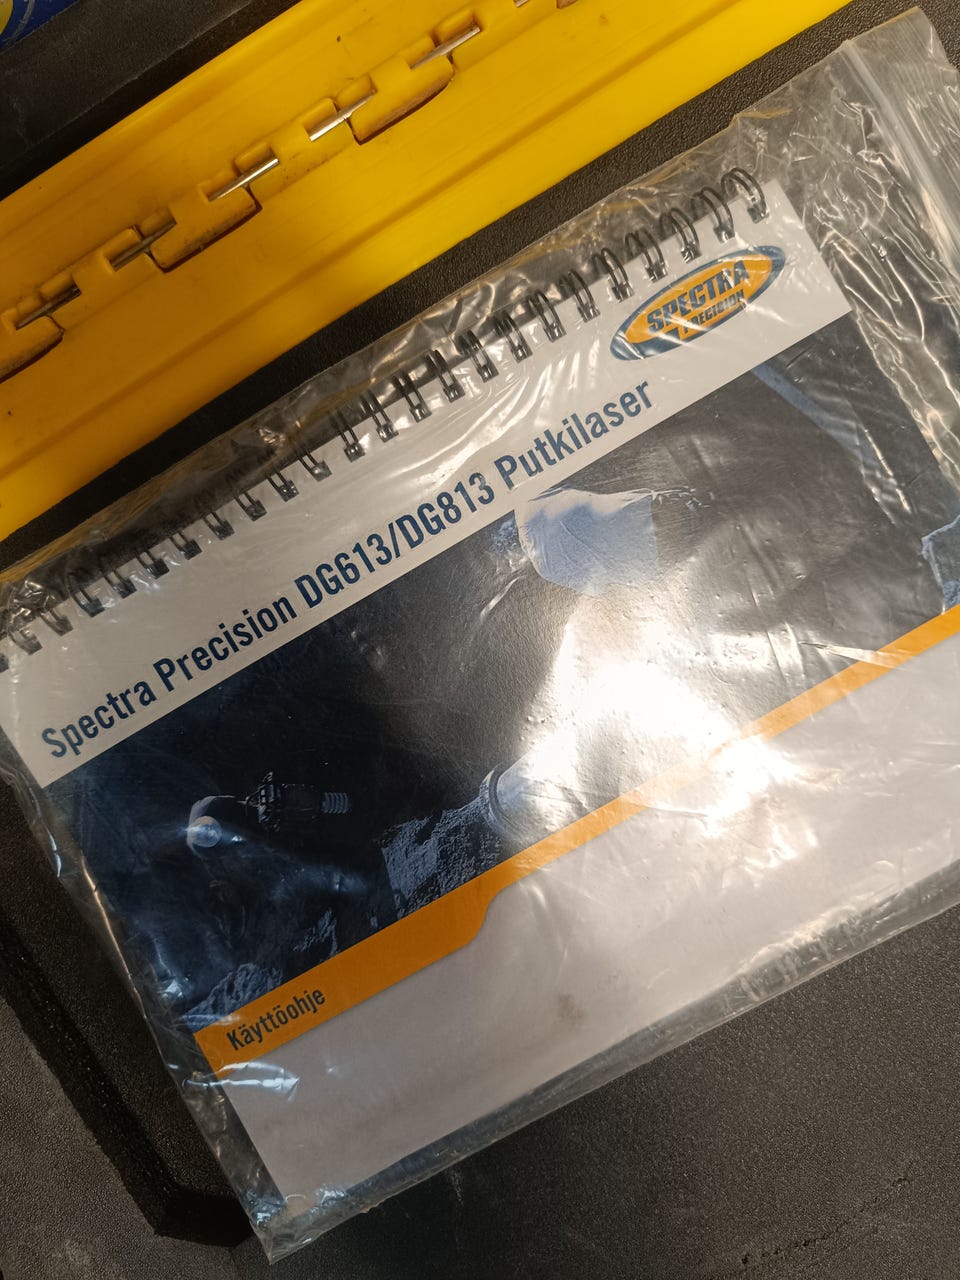 SPECTRA
PRECISION
Spectra Precision DG613/DG813 Putkilaser
Käyttöohje